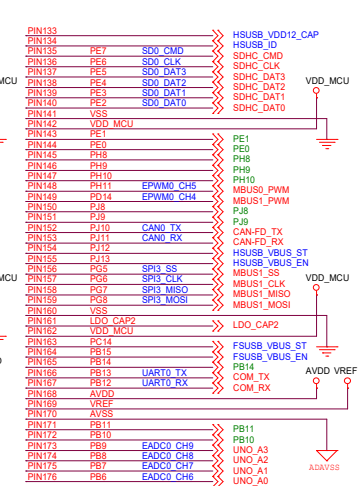 PIN133 HSUSB_VDD12_CAP
PIN134 HSUSB_ID
PIN135 PE7 SD0_CMD SDHC_CMD
PIN136 PE6 SD0_CLK SDHC_CLK
PIN137 PE5 SD0_DAT3 SDHC_DAT3
MCU PIN138 PE4 SD0_DAT2 SDHC_DAT2 VDD_MCU
PIN139 PE3 SD0_DAT1 SDHC_DAT1
PIN140 PE2 SD0_DAT0 SDHC_DAT0
PIN141 VSS
PIN142 VDD_MCU
PIN143 PE1 PE1
PIN144 PE0 PE0
PIN145 PH8 PH8
PIN146 PH9 PH9
PIN147 PH10 PH10
PIN148 PH11 EPWM0_CH5 MBUS0_PWM
PIN149 PD14 EPWM0_CH4 MBUS1_PWM
PIN150 PJ8 PJ8
PIN151 PJ9 PJ9
PIN152 PJ10 CAN0_TX CAN-FD_TX
PIN153 PJ11 CAN0_RX CAN-FD_RX
PIN154 PJ12 HSUSB_VBUS_ST
PIN155 PJ13 HSUSB_VBUS_EN
PIN156 PG5 SPI3_SS MBUS1_SS
MCU PIN157 PG6 SPI3_CLK MBUS1_CLK VDD_MCU
PIN158 PG7 SPI3_MISO MBUS1_MISO
PIN159 PG8 SPI3_MOSI MBUS1_MOSI
PIN160 VSS
PIN161 LDO_CAP2 LDO_CAP2
PIN162 VDD_MCU
PIN163 PC14 FSUSB_VBUS_ST
PIN164 PB15 FSUSB_VBUS_EN
PIN165 PB14 PB14
PIN166 PB13 UART0_TX COM_TX AVDD VREF
PIN167 PB12 UART0_RX COM_RX
PIN168 AVDD
PIN169 VREF
PIN170 AVSS
PIN171 PB11 PB11
PIN172 PB10 PB10
PIN173 PB9 EADC0_CH9 UNO_A3
PIN174 PB8 EADC0_CH8 UNO_A2
PIN175 PB7 EADC0_CH7 UNO_A1 ADAVSS
PIN176 PB6 EADC0_CH6 UNO_A0